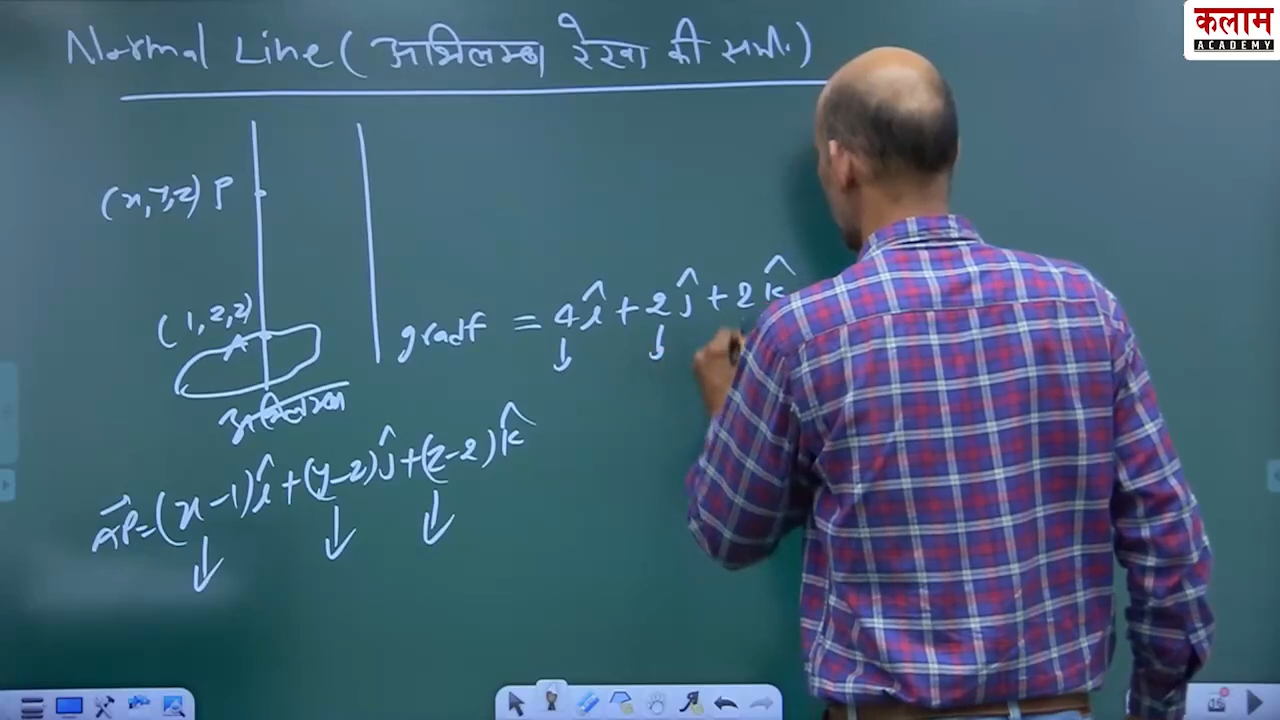 कलाम
ACADEMY
Normal Line (अभिलम्ब रेखा की समी.)
(x,y,z) P
(1,2,2)
A
अभिलम्ब
gradf = 4î + 2ĵ + 2k̂
AP⃗ = (x-1)î + (y-2)ĵ + (z-2)k̂